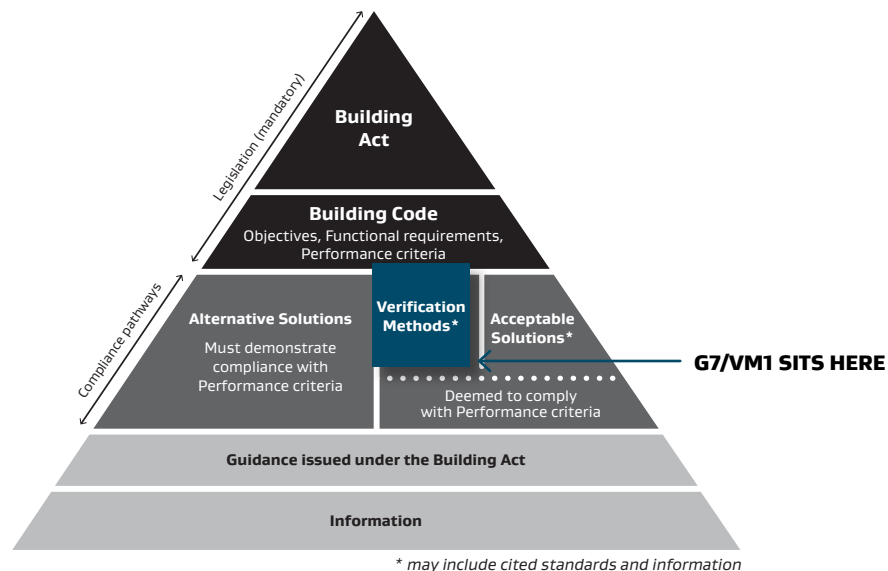 Building
Act
Legislation (mandatory)
Building Code
Objectives, Functional requirements,
Performance criteria
Compliance pathways
Alternative Solutions
Must demonstrate
compliance with
Performance criteria
Verification
Methods*
Acceptable
Solutions*
G7/VM1 SITS HERE
Deemed to comply
with Performance criteria
Guidance issued under the Building Act
Information
* may include cited standards and information